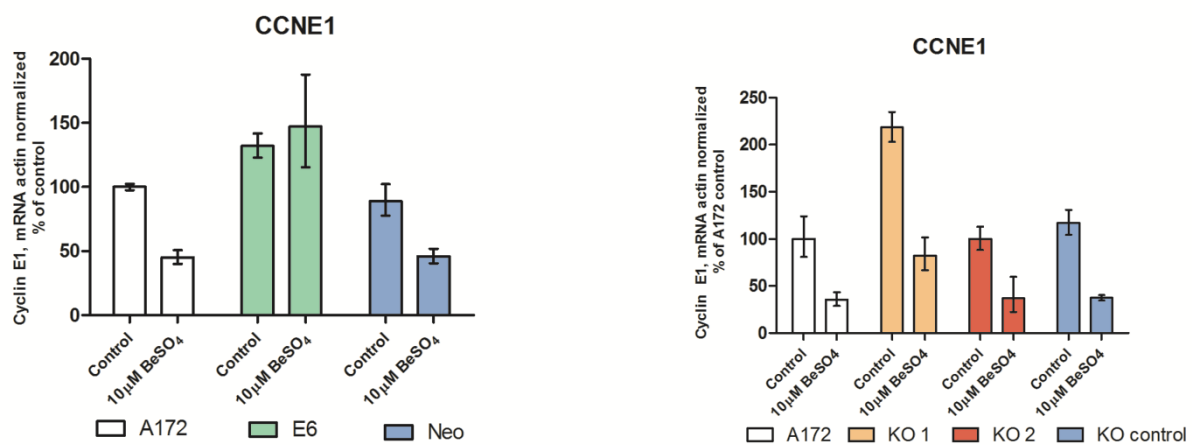 CCNE1
Cyclin E1, mRNA actin normalized
% of control
200
150
100
50
0
Control
10µM BeSO₄
Control
10µM BeSO₄
Control
10µM BeSO₄
A172
E6
Neo
CCNE1
Cyclin E1, mRNA actin normalized
% of A172 control
250
200
150
100
50
0
Control
10µM BeSO4
Control
10µM BeSO4
Control
10µM BeSO4
Control
10µM BeSO4
A172
KO 1
KO 2
KO control